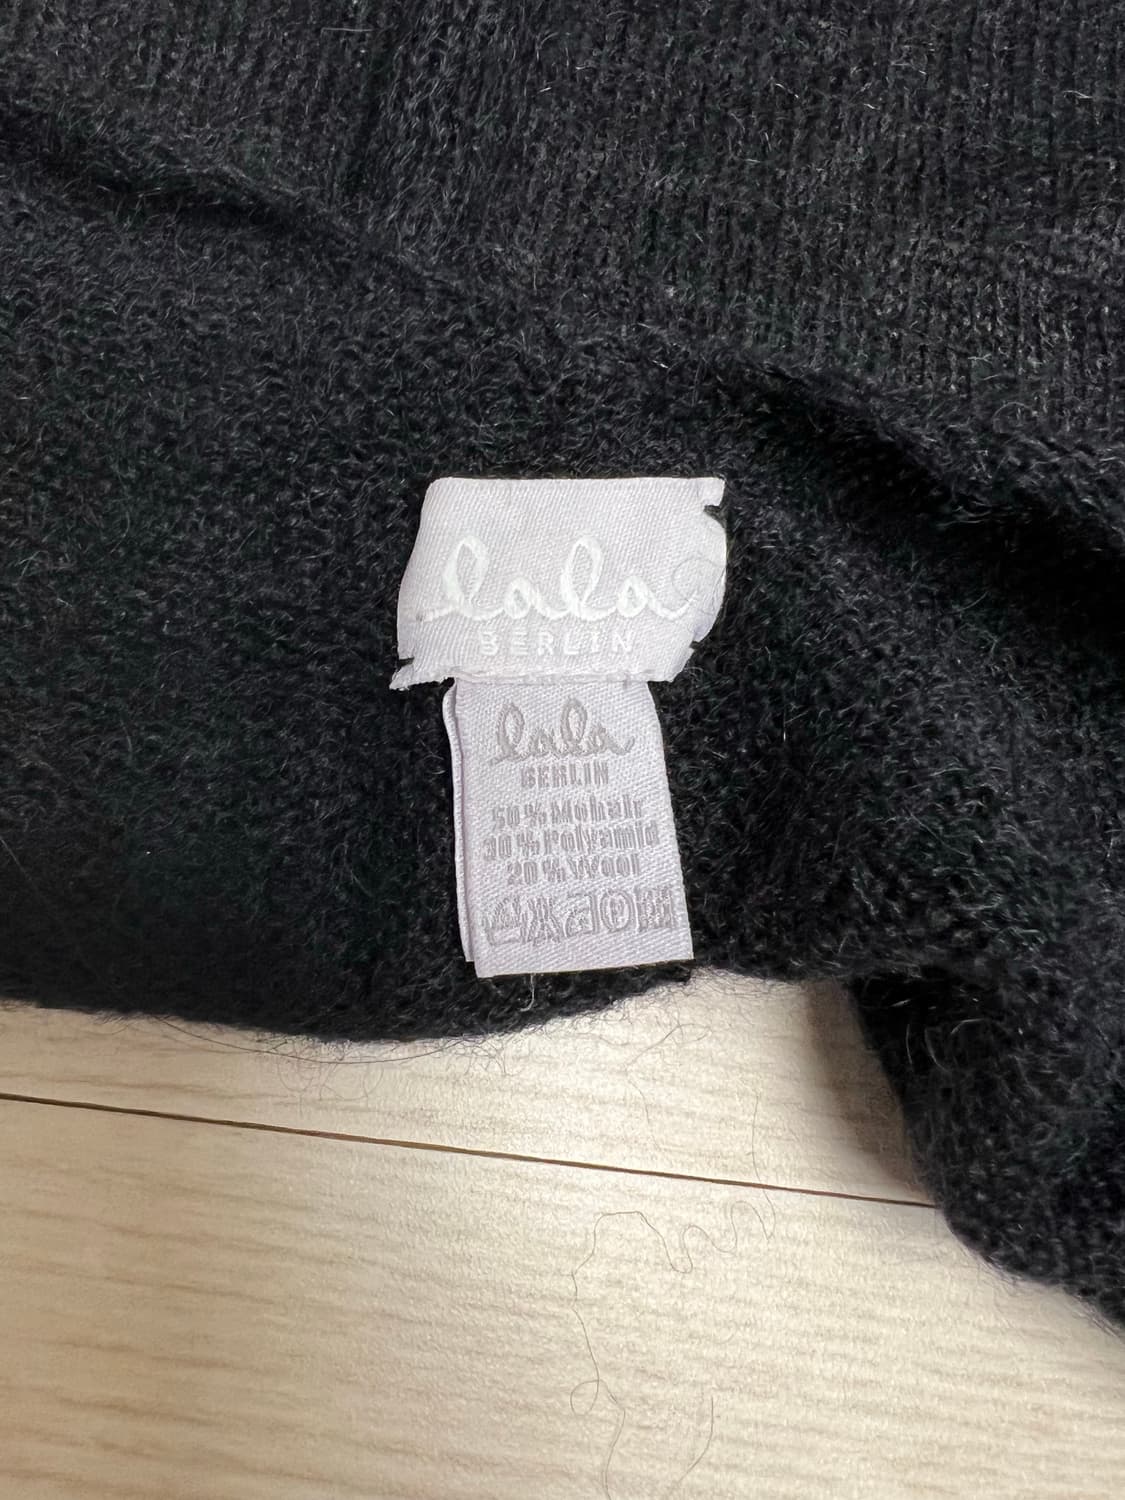 lala
BERLIN
lala
BERLIN
50% Mohair
30% Polyamid
20% Wool